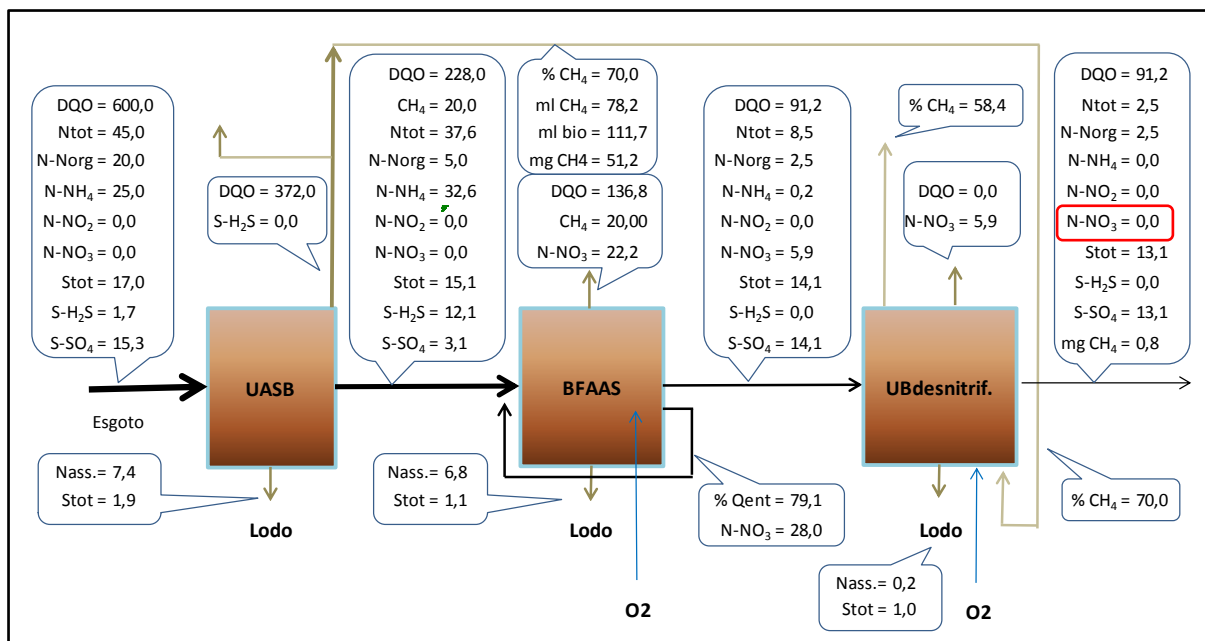 DQO = 600,0
Ntot = 45,0
N-Norg = 20,0
N-NH₄ = 25,0
N-NO₂ = 0,0
N-NO₃ = 0,0
Stot = 17,0
S-H₂S = 1,7
S-SO₄ = 15,3
DQO = 372,0
S-H₂S = 0,0
DQO = 228,0
CH₄ = 20,0
Ntot = 37,6
N-Norg = 5,0
N-NH₄ = 32,6
N-NO₂ = 0,0
N-NO₃ = 0,0
Stot = 15,1
S-H₂S = 12,1
S-SO₄ = 3,1
% CH₄ = 70,0
ml CH₄ = 78,2
ml bio = 111,7
mg CH4 = 51,2
DQO = 136,8
CH₄ = 20,00
N-NO₃ = 22,2
DQO = 91,2
Ntot = 8,5
N-Norg = 2,5
N-NH₄ = 0,2
N-NO₂ = 0,0
N-NO₃ = 5,9
Stot = 14,1
S-H₂S = 0,0
S-SO₄ = 14,1
% CH₄ = 58,4
DQO = 0,0
N-NO₃ = 5,9
DQO = 91,2
Ntot = 2,5
N-Norg = 2,5
N-NH₄ = 0,0
N-NO₂ = 0,0
N-NO₃ = 0,0
Stot = 13,1
S-H₂S = 0,0
S-SO₄ = 13,1
mg CH₄ = 0,8
UASB
BFAAS
UBdesnitrif.
Esgoto
Nass.= 7,4
Stot = 1,9
Lodo
Nass.= 6,8
Stot = 1,1
Lodo
% Qent = 79,1
N-NO₃ = 28,0
O2
Lodo
Nass.= 0,2
Stot = 1,0
O2
% CH₄ = 70,0